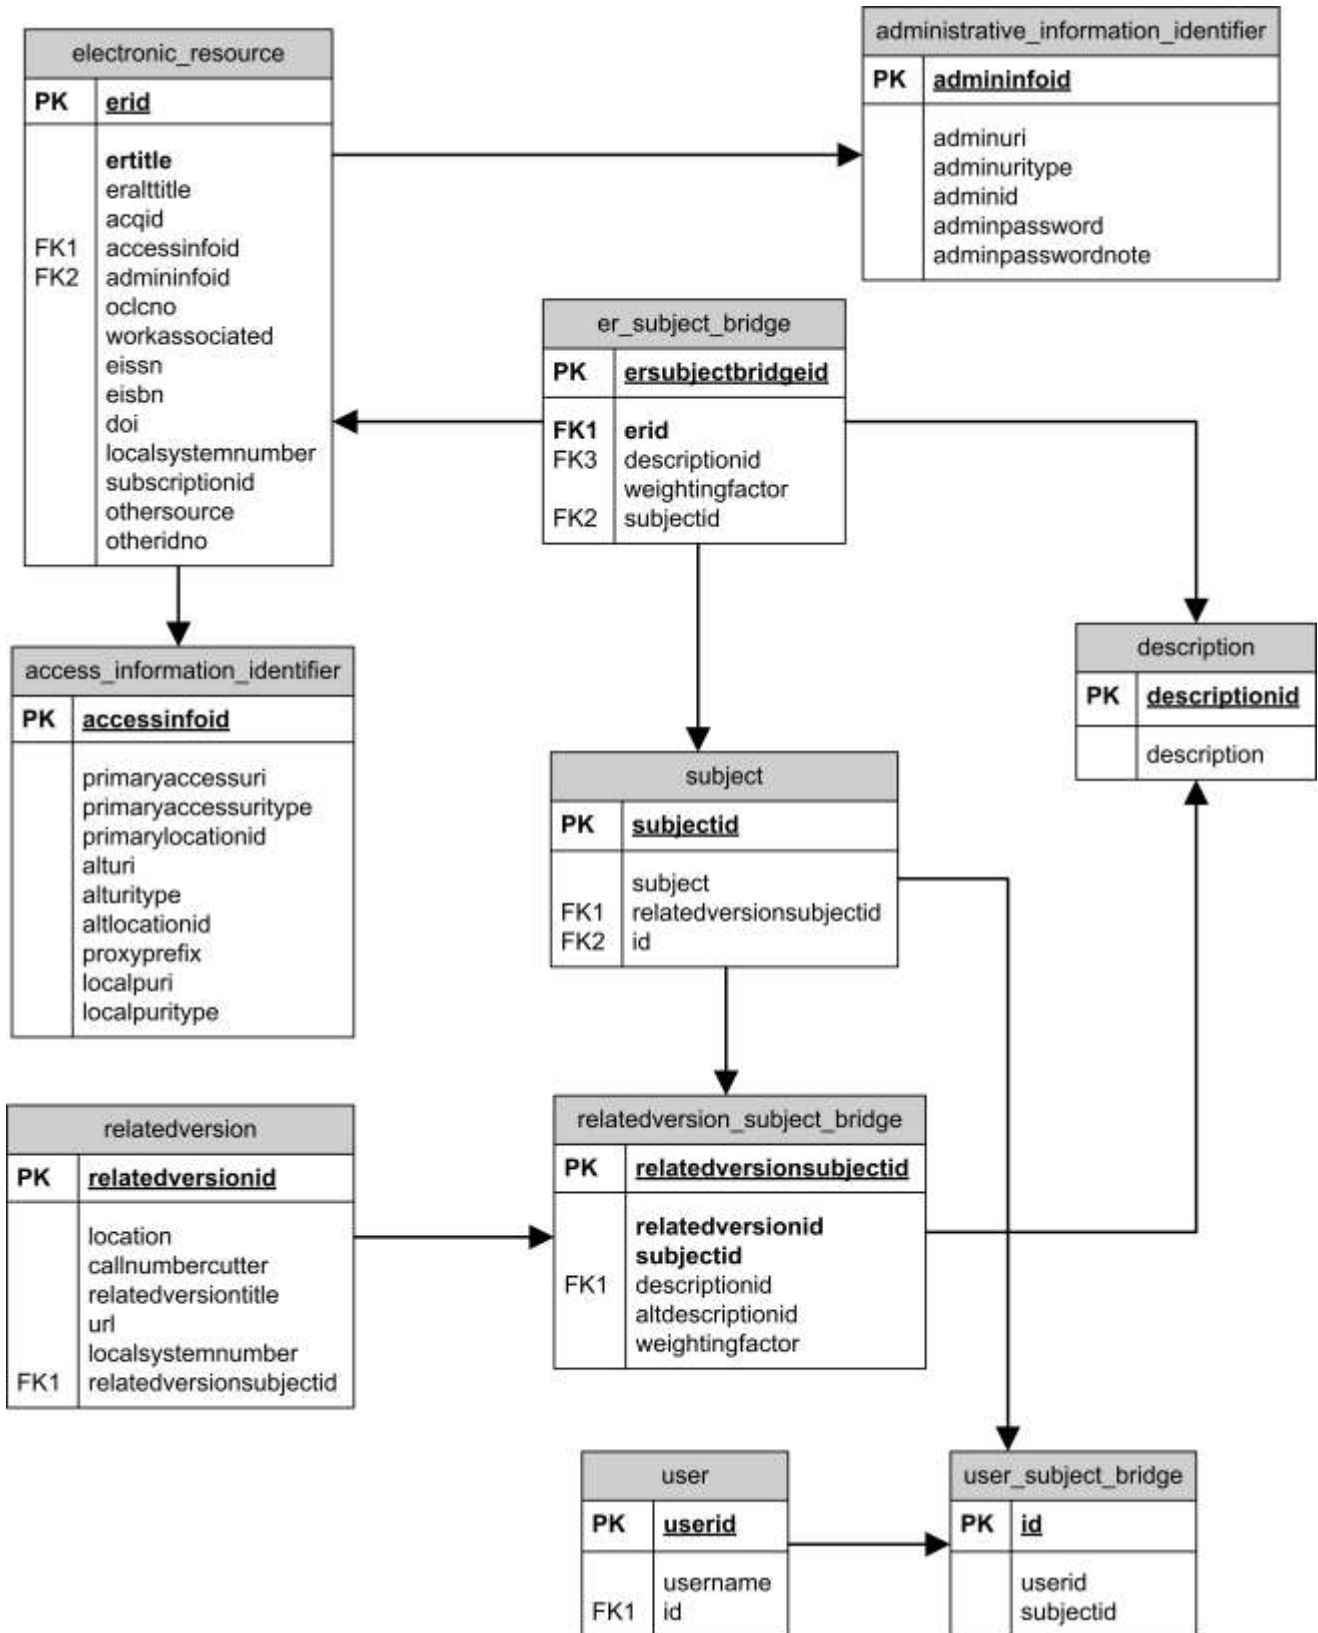 electronic_resource
PK erid
ertitle
eralttitle
acqid
FK1 accessinfoid
FK2 admininfoid
oclcno
workassociated
eissn
eisbn
doi
localsystemnumber
subscriptionid
othersource
otheridno
administrative_information_identifier
PK admininfoid
adminuri
adminuritype
adminid
adminpassword
adminpasswordnote
er_subject_bridge
PK ersubjectbridgeid
FK1 erid
FK3 descriptionid
weightingfactor
FK2 subjectid
access_information_identifier
PK accessinfoid
primaryaccessuri
primaryaccessuritype
primarylocationid
alturi
alturitype
altlocationid
proxyprefix
localpuri
localpuritype
description
PK descriptionid
description
subject
PK subjectid
subject
FK1 relatedversionsubjectid
FK2 id
relatedversion
PK relatedversionid
location
callnumbercutter
relatedversiontitle
url
localsystemnumber
FK1 relatedversionsubjectid
relatedversion_subject_bridge
PK relatedversionsubjectid
relatedversionid
subjectid
FK1 descriptionid
altdescriptionid
weightingfactor
user
PK userid
username
FK1 id
user_subject_bridge
PK id
userid
subjectid